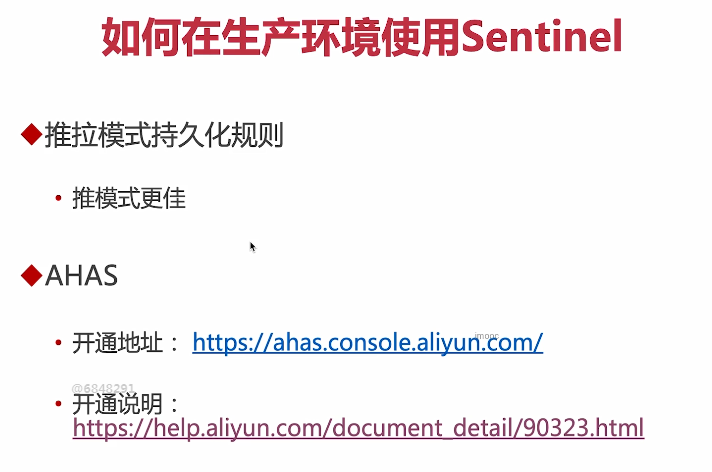 如何在生产环境使用Sentinel
◆推拉模式持久化规则
• 推模式更佳
◆AHAS
• 开通地址： https://ahas.console.aliyun.com/
imooc
@6848291
• 开通说明：
https://help.aliyun.com/document_detail/90323.html